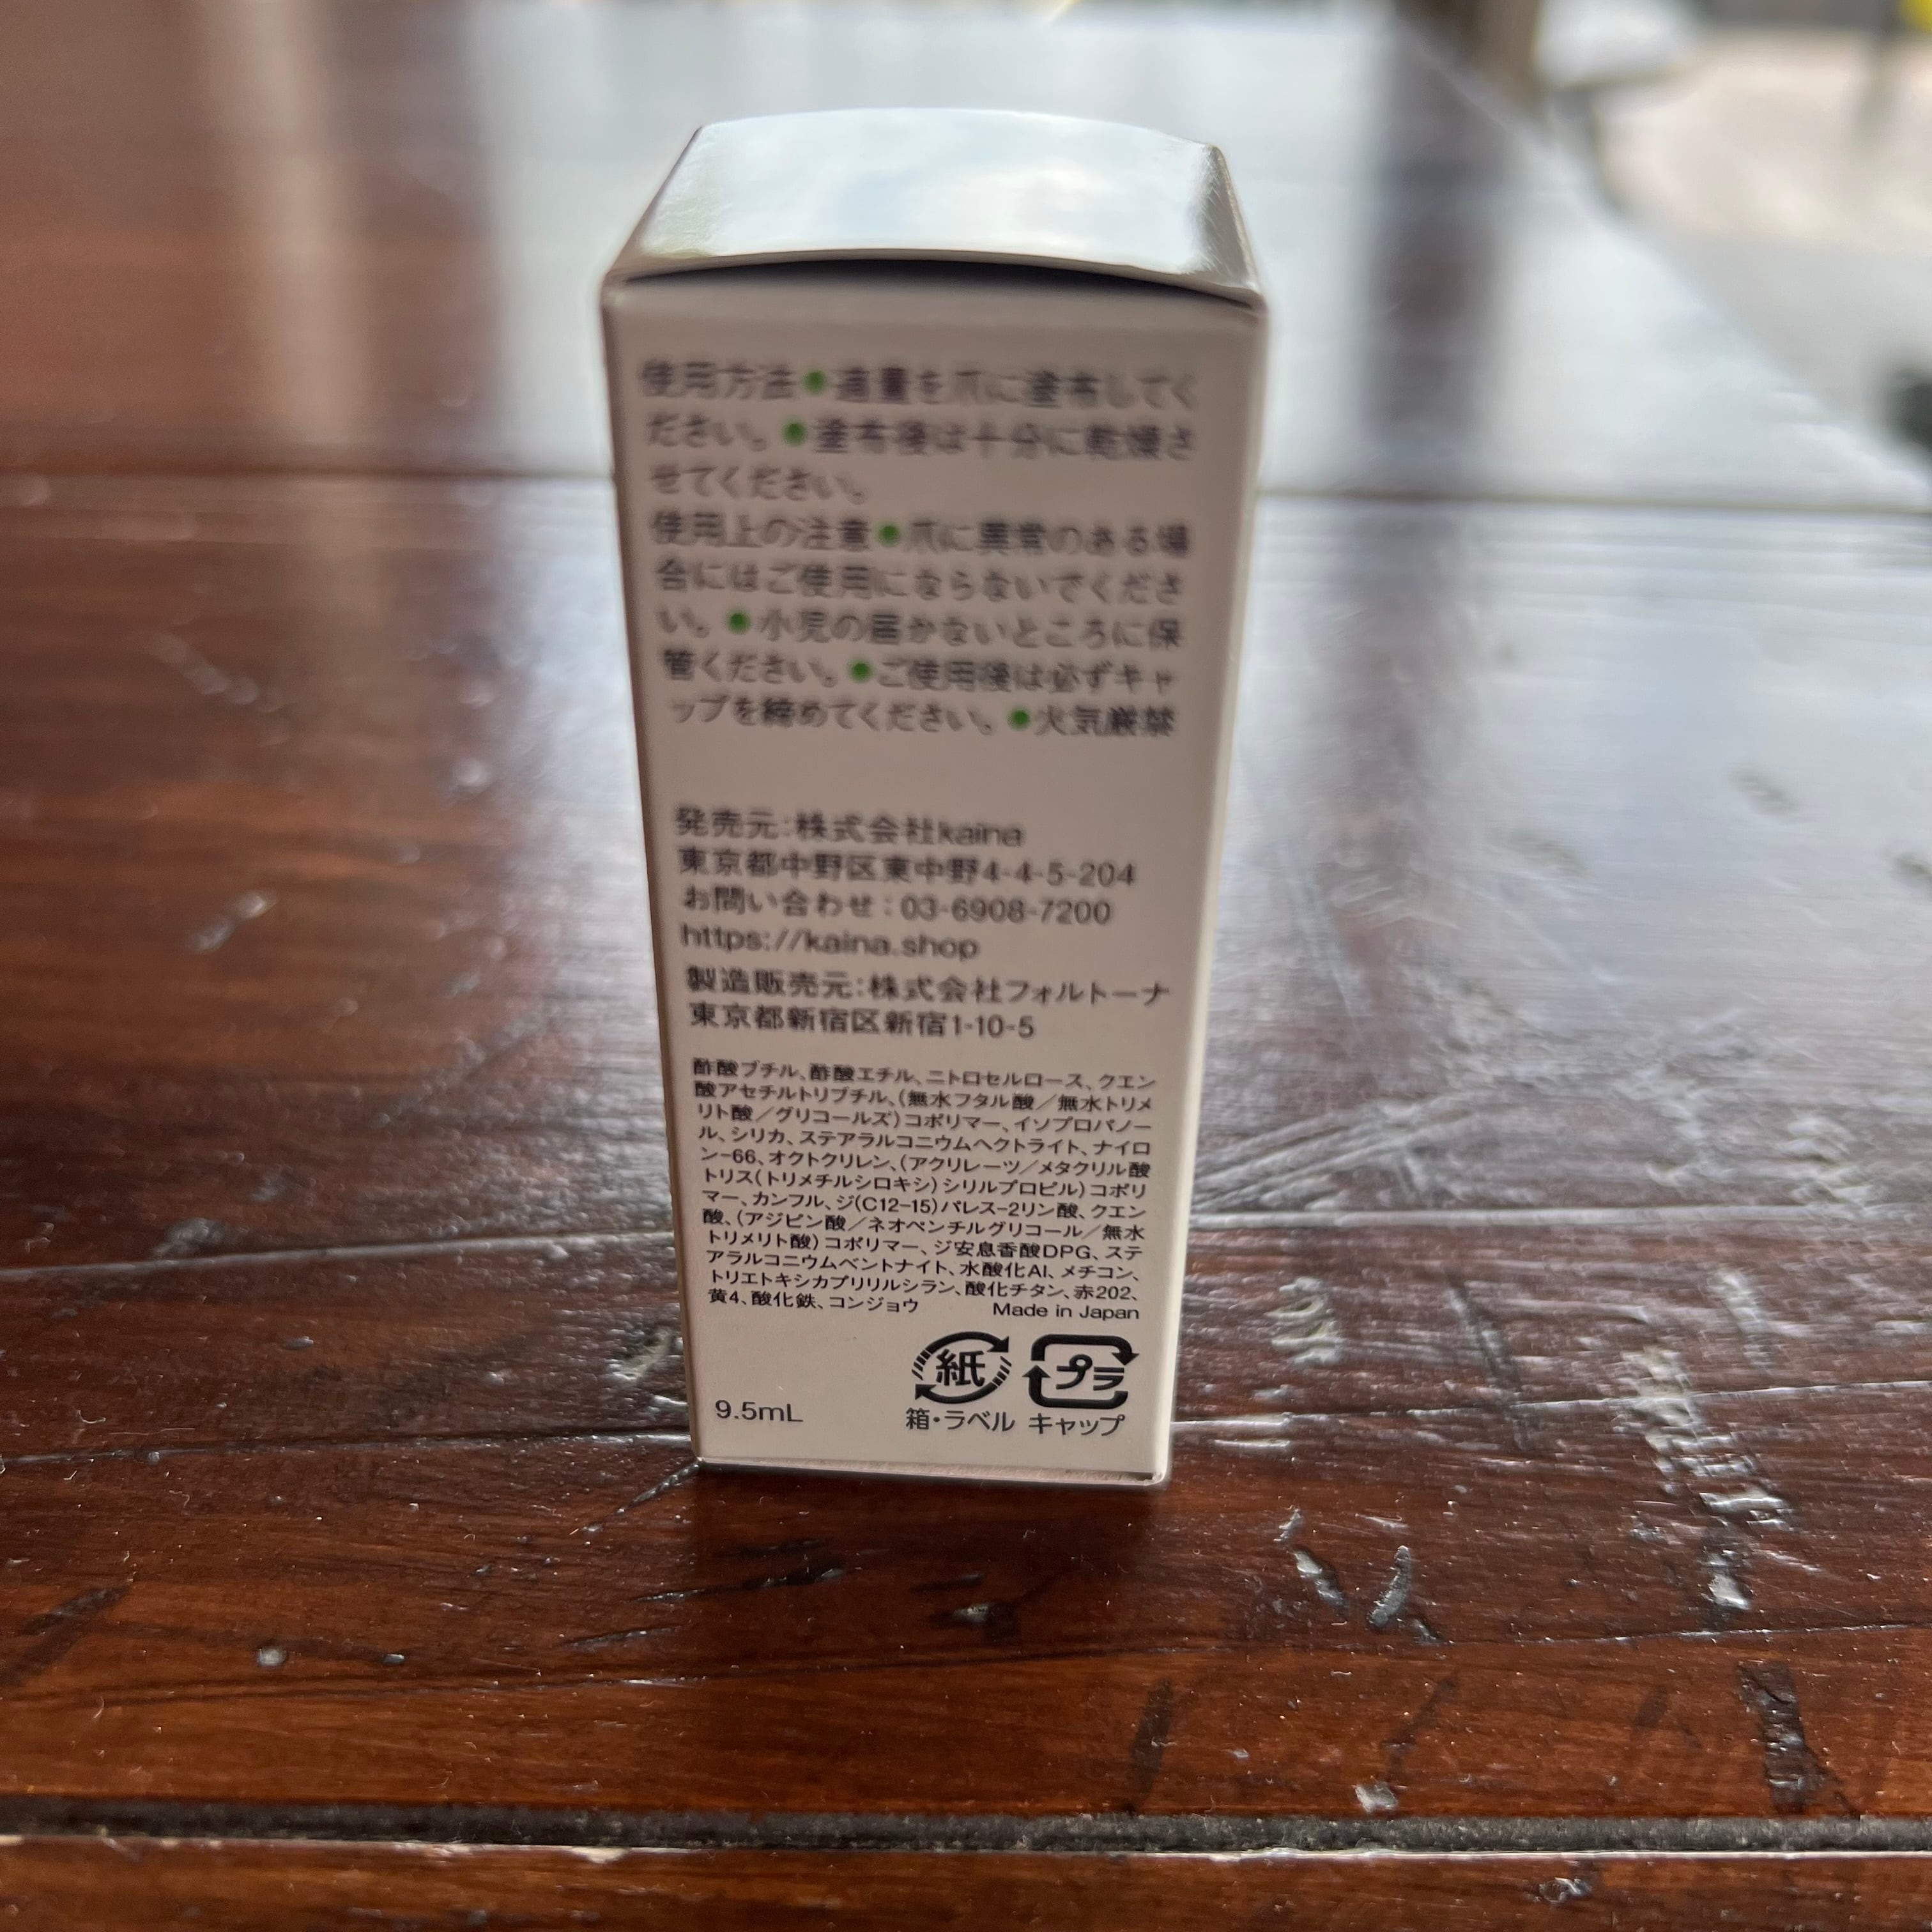 使用方法●適量を爪に塗布してく
ださい。●塗布後は十分に乾燥さ
せてください。
使用上の注意●爪に異常のある場
合にはご使用にならないでくださ
い。●小児の届かないところに保
管ください。●ご使用後は必ずキャ
ップを締めてください。●火気厳禁
発売元:株式会社kaina
東京都中野区東中野4-4-5-204
お問い合わせ:03-6908-7200
https://kaina.shop
製造販売元:株式会社フォルトーナ
東京都新宿区新宿1-10-5
酢酸ブチル、酢酸エチル、ニトロセルロース、クエン
酸アセチルトリブチル、(無水フタル酸/無水トリメ
リト酸/グリコールズ)コポリマー、イソプロパノー
ル、シリカ、ステアラルコニウムヘクトライト、ナイロ
ン-66、オクトクリレン、(アクリレーツ/メタクリル酸
トリス(トリメチルシロキシ)シリルプロピル)コポリ
マー、カンフル、ジ(C12-15)パレス-2リン酸、クエン
酸、(アジピン酸/ネオペンチルグリコール/無水
トリメリト酸)コポリマー、ジ安息香酸DPG、ステ
アラルコニウムベントナイト、水酸化Al、メチコン、
トリエトキシカプリリルシラン、酸化チタン、赤202、
黄4、酸化鉄、コンジョウ Made in Japan
紙 プラ
9.5mL 箱・ラベル キャップ